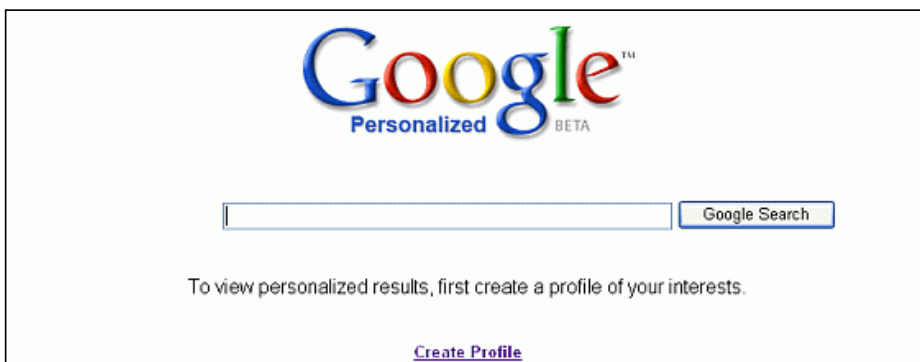 Google™
Personalized BETA
Google Search
To view personalized results, first create a profile of your interests.
Create Profile